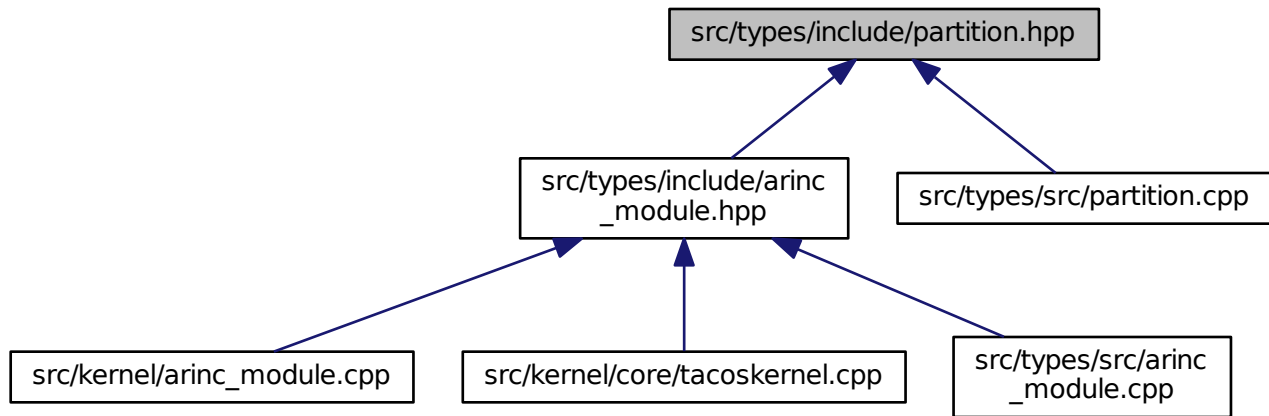 src/types/include/partition.hpp
src/types/include/arinc
_module.hpp
src/types/src/partition.cpp
src/kernel/arinc_module.cpp
src/kernel/core/tacoskernel.cpp
src/types/src/arinc
_module.cpp